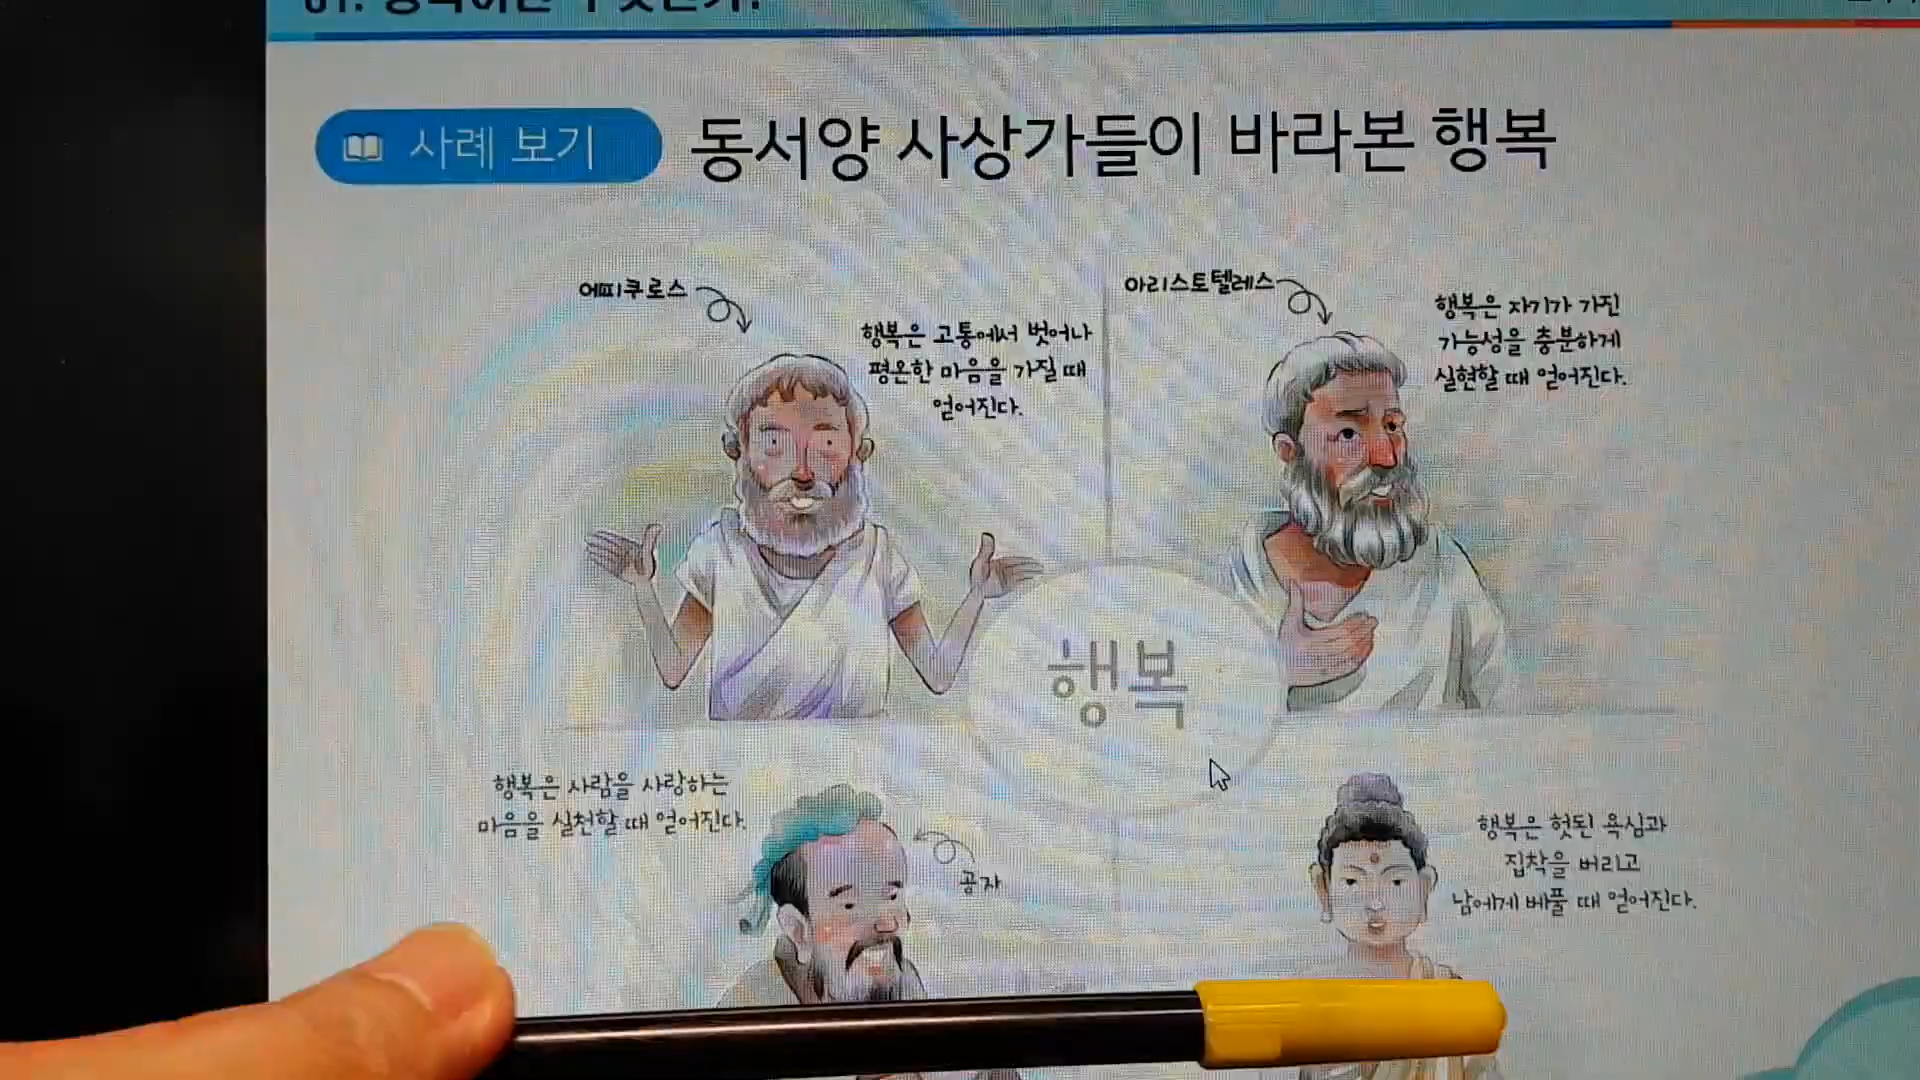 사례 보기
동서양 사상가들이 바라본 행복
에피쿠로스
행복은 고통에서 벗어나
평온한 마음을 가질 때
얻어진다.
아리스토텔레스
행복은 자기가 가진
가능성을 충분하게
실현할 때 얻어진다.
행복
행복은 사람을 사랑하는
마음을 실천할 때 얻어진다.
공자
행복은 헛된 욕심과
집착을 버리고
남에게 베풀 때 얻어진다.